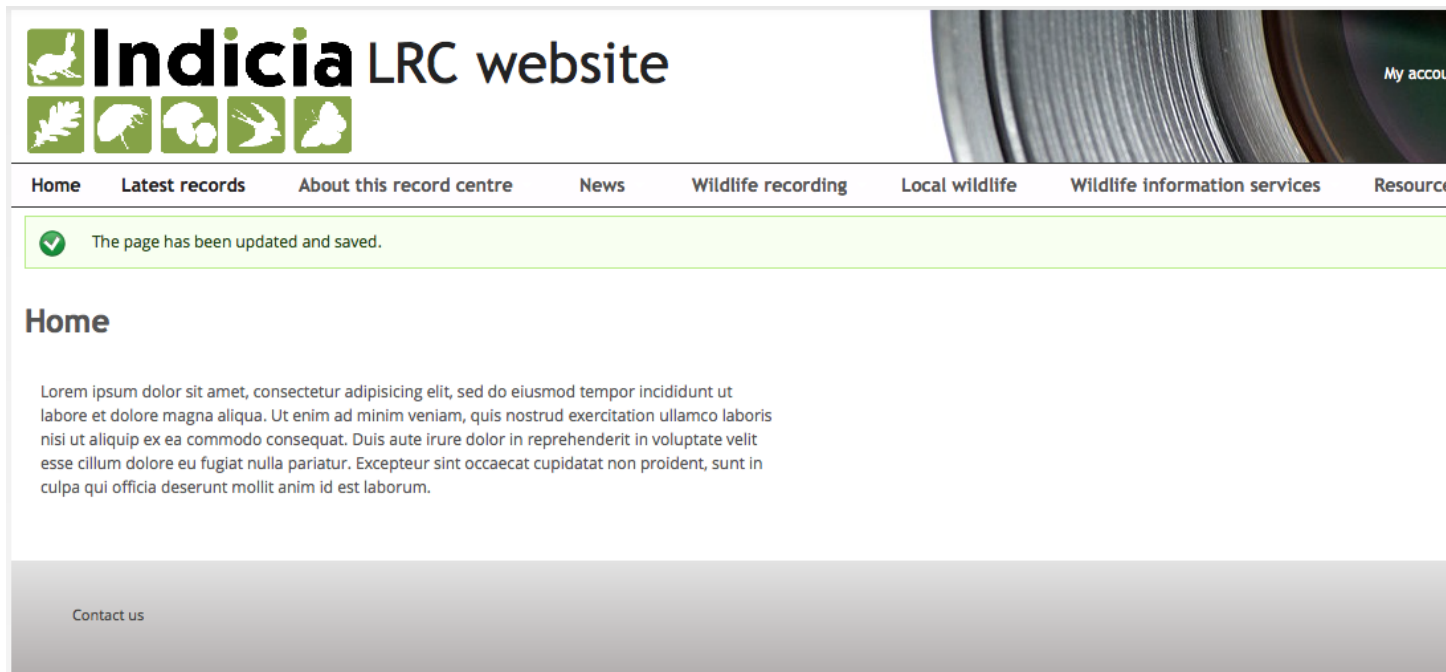 Indicia LRC website
My accou
Home Latest records About this record centre News Wildlife recording Local wildlife Wildlife information services Resource
The page has been updated and saved.
Home
Lorem ipsum dolor sit amet, consectetur adipisicing elit, sed do eiusmod tempor incididunt ut
labore et dolore magna aliqua. Ut enim ad minim veniam, quis nostrud exercitation ullamco laboris
nisi ut aliquip ex ea commodo consequat. Duis aute irure dolor in reprehenderit in voluptate velit
esse cillum dolore eu fugiat nulla pariatur. Excepteur sint occaecat cupidatat non proident, sunt in
culpa qui officia deserunt mollit anim id est laborum.
Contact us